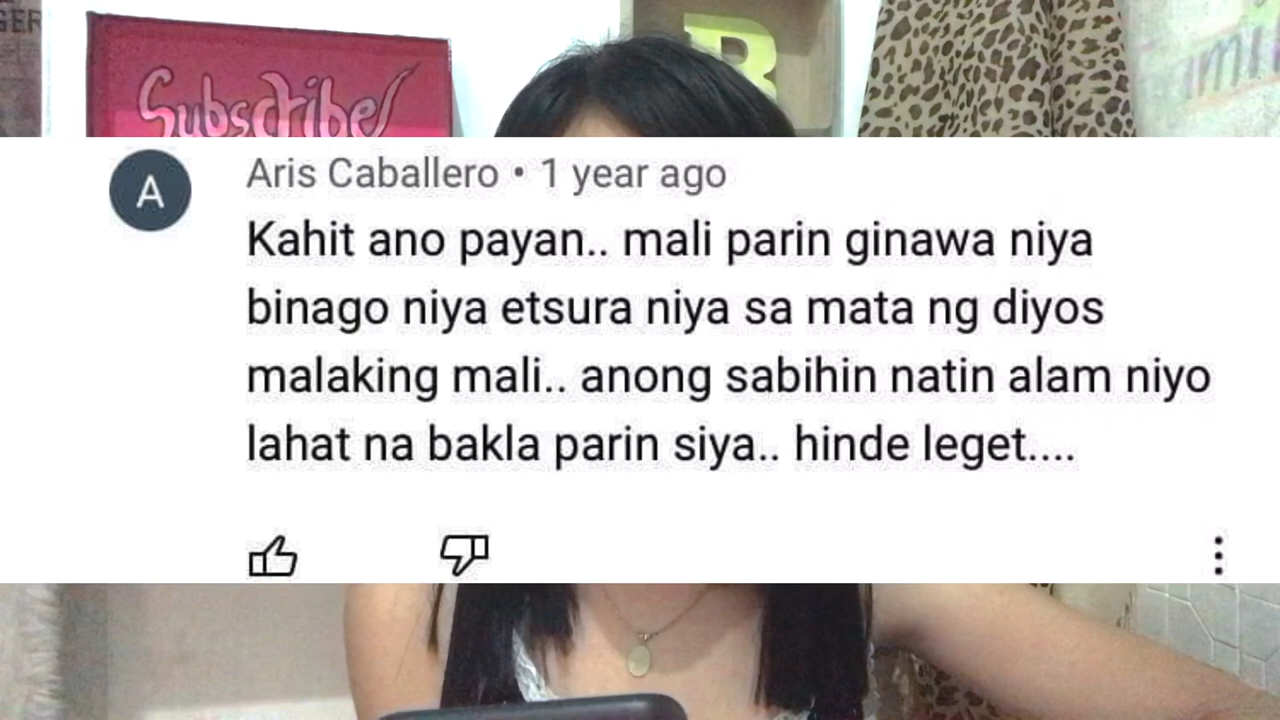 GER
Subscribe
B
A
Aris Caballero • 1 year ago
Kahit ano payan.. mali parin ginawa niya
binago niya etsura niya sa mata ng diyos
malaking mali.. anong sabihin natin alam niyo
lahat na bakla parin siya.. hinde leget....